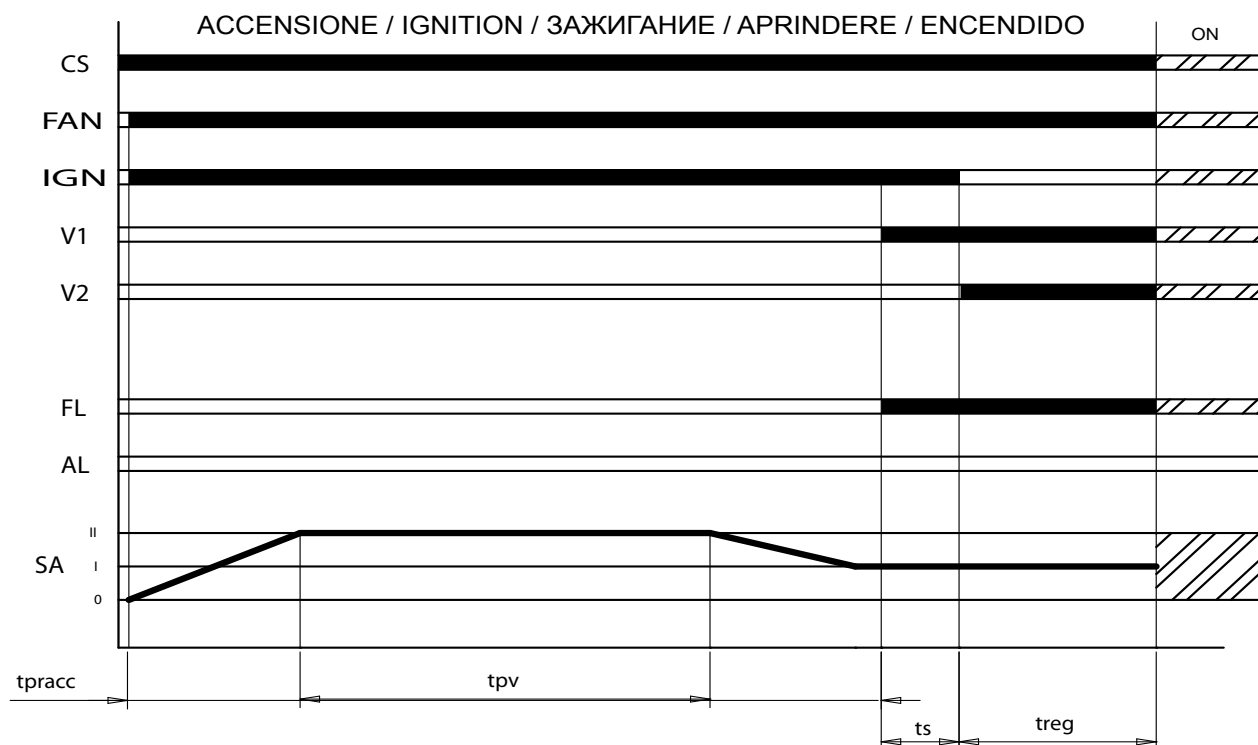 ACCENSIONE / IGNITION / ЗАЖИГАНИЕ / APRINDERE / ENCENDIDO
ON
CS
FAN
IGN
V1
V2
FL
AL
II
SA I
0
tpracc
tpv
ts
treg